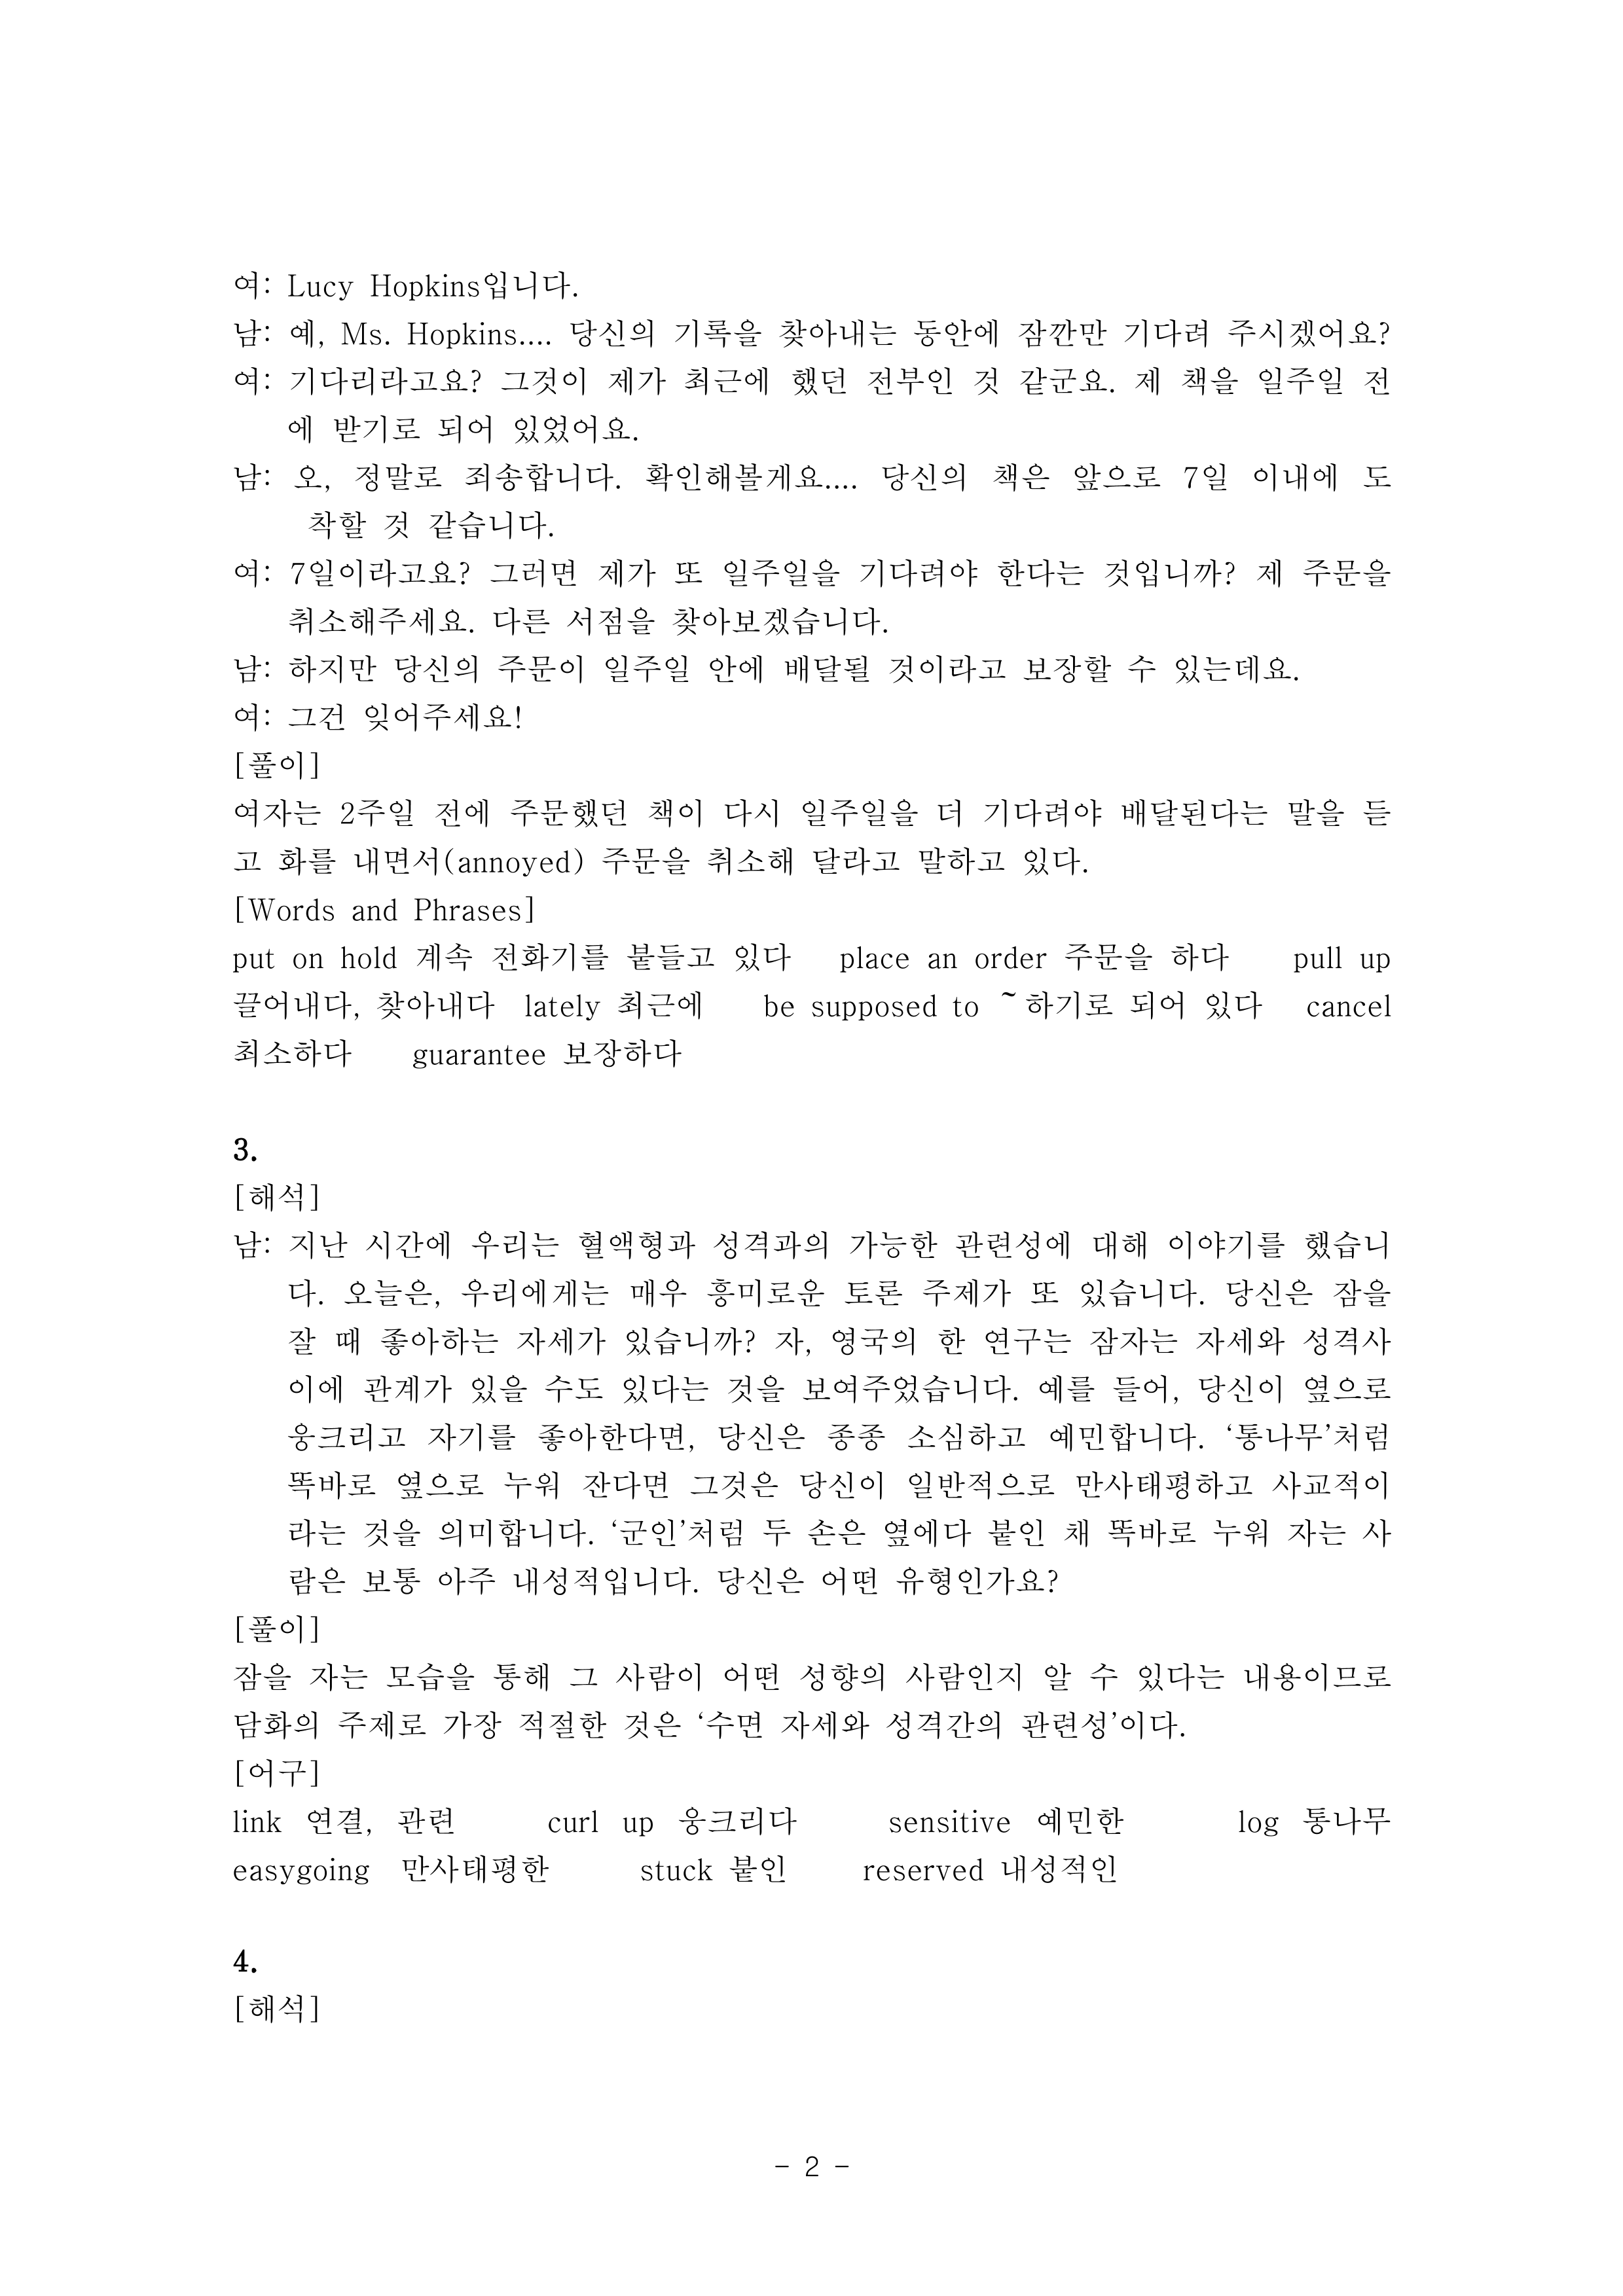 여: Lucy Hopkins입니다.
남: 예, Ms. Hopkins.... 당신의 기록을 찾아내는 동안에 잠깐만 기다려 주시겠어요?
여: 기다리라고요? 그것이 제가 최근에 했던 전부인 것 같군요. 제 책을 일주일 전
에 받기로 되어 있었어요.
남: 오, 정말로 죄송합니다. 확인해볼게요.... 당신의 책은 앞으로 7일 이내에 도
착할 것 같습니다.
여: 7일이라고요? 그러면 제가 또 일주일을 기다려야 한다는 것입니까? 제 주문을
취소해주세요. 다른 서점을 찾아보겠습니다.
남: 하지만 당신의 주문이 일주일 안에 배달될 것이라고 보장할 수 있는데요.
여: 그건 잊어주세요!
[풀이]
여자는 2주일 전에 주문했던 책이 다시 일주일을 더 기다려야 배달된다는 말을 듣
고 화를 내면서(annoyed) 주문을 취소해 달라고 말하고 있다.
[Words and Phrases]
put on hold 계속 전화기를 붙들고 있다 place an order 주문을 하다 pull up
끌어내다, 찾아내다 lately 최근에 be supposed to ~하기로 되어 있다 cancel
최소하다 guarantee 보장하다
3.
[해석]
남: 지난 시간에 우리는 혈액형과 성격과의 가능한 관련성에 대해 이야기를 했습니
다. 오늘은, 우리에게는 매우 흥미로운 토론 주제가 또 있습니다. 당신은 잠을
잘 때 좋아하는 자세가 있습니까? 자, 영국의 한 연구는 잠자는 자세와 성격사
이에 관계가 있을 수도 있다는 것을 보여주었습니다. 예를 들어, 당신이 옆으로
웅크리고 자기를 좋아한다면, 당신은 종종 소심하고 예민합니다. ‘통나무’처럼
똑바로 옆으로 누워 잔다면 그것은 당신이 일반적으로 만사태평하고 사교적이
라는 것을 의미합니다. ‘군인’처럼 두 손은 옆에다 붙인 채 똑바로 누워 자는 사
람은 보통 아주 내성적입니다. 당신은 어떤 유형인가요?
[풀이]
잠을 자는 모습을 통해 그 사람이 어떤 성향의 사람인지 알 수 있다는 내용이므로
담화의 주제로 가장 적절한 것은 ‘수면 자세와 성격간의 관련성’이다.
[어구]
link 연결, 관련 curl up 웅크리다 sensitive 예민한 log 통나무
easygoing 만사태평한 stuck 붙인 reserved 내성적인
4.
[해석]
- 2 -